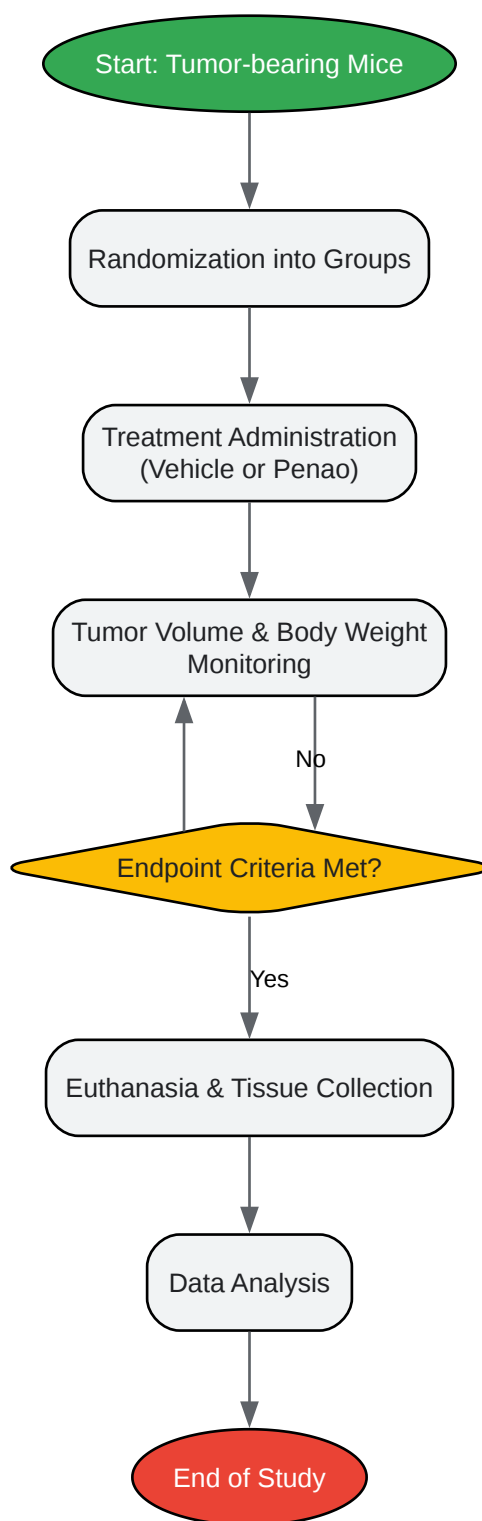 Start: Tumor-bearing Mice
Randomization into Groups
Treatment Administration
(Vehicle or Penao)
Tumor Volume & Body Weight
Monitoring
No
Endpoint Criteria Met?
Yes
Euthanasia & Tissue Collection
Data Analysis
End of Study